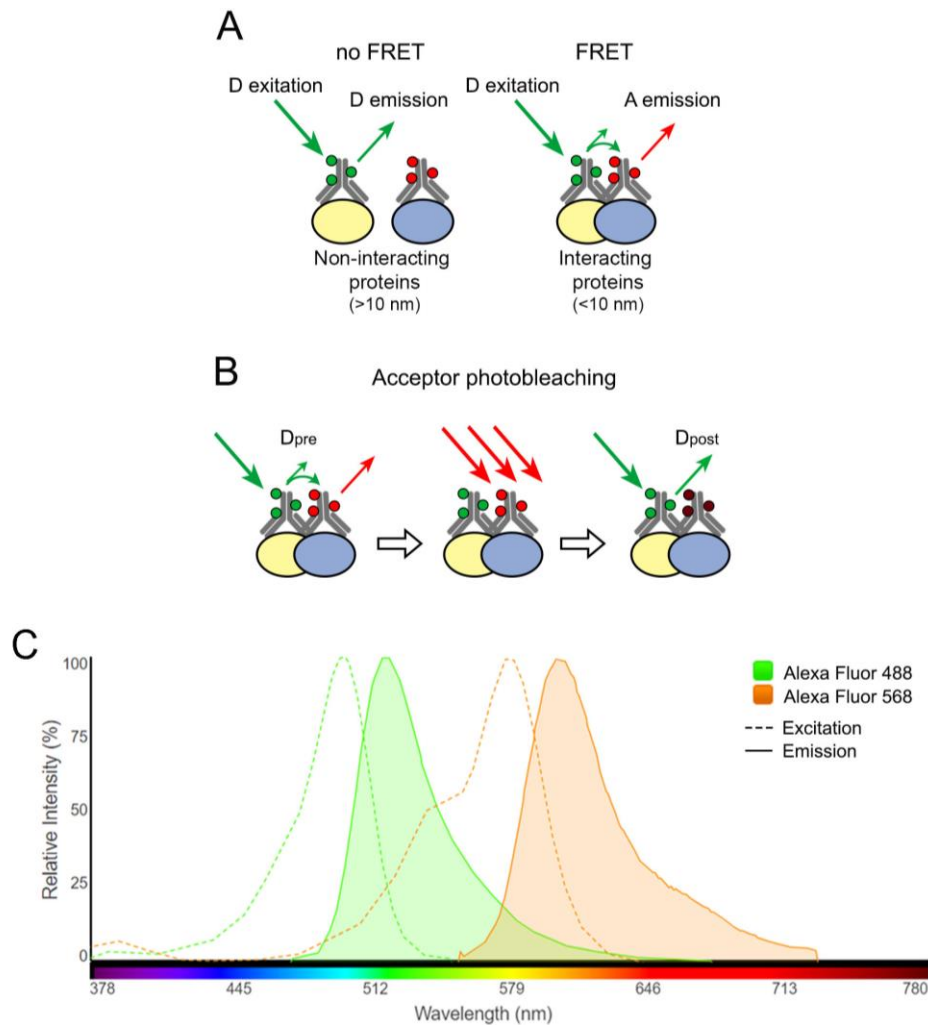 A
no FRET
FRET
D exitation
D emission
D exitation
A emission
Non-interacting
proteins
(>10 nm)
Interacting
proteins
(<10 nm)
B
Acceptor photobleaching
Dpre
Dpost
C
Relative Intensity (%)
100
75
50
25
0
Alexa Fluor 488
Alexa Fluor 568
Excitation
Emission
378 445 512 579 646 713 780
Wavelength (nm)